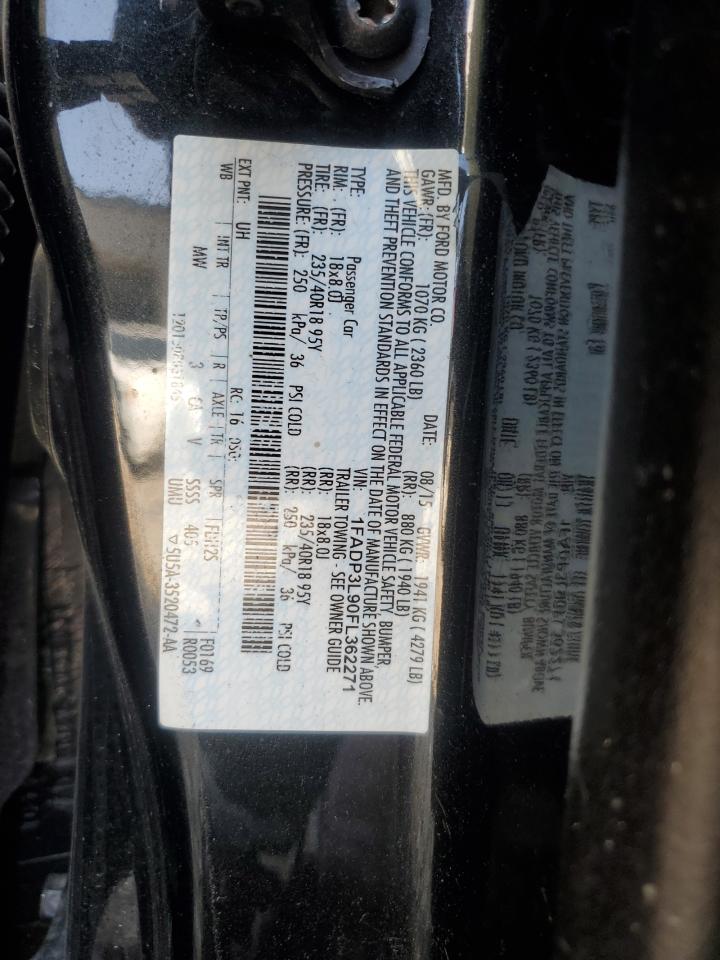 MFD. BY FORD MOTOR CO.
DATE: 08/15 GVWR: 1941 KG ( 4279 LB)
GAWR: (FR): 1070 KG ( 2360 LB) (RR): 880 KG ( 1940 LB)
THIS VEHICLE CONFORMS TO ALL APPLICABLE FEDERAL MOTOR VEHICLE SAFETY, BUMPER,
AND THEFT PREVENTION STANDARDS IN EFFECT ON THE DATE OF MANUFACTURE SHOWN ABOVE.
VIN: 1FADP3L90FL362271
TYPE: Passenger Car TRAILER TOWING - SEE OWNER GUIDE
RIM: (FR): 18x8.0J (RR): 18x8.0J
TIRE: (FR): 235/40R18 95Y (RR): 235/40R18 95Y
PRESSURE: (FR): 250 kPa/ 36 PSI COLD (RR): 250 kPa/ 36 PSI COLD
EXT PNT: UH RC: 16
WB INT TR TP/PS R AXLE TR SPR F0169
MW 3 V SSSS 405 R0053
UMU 5U5A-3520472-AA